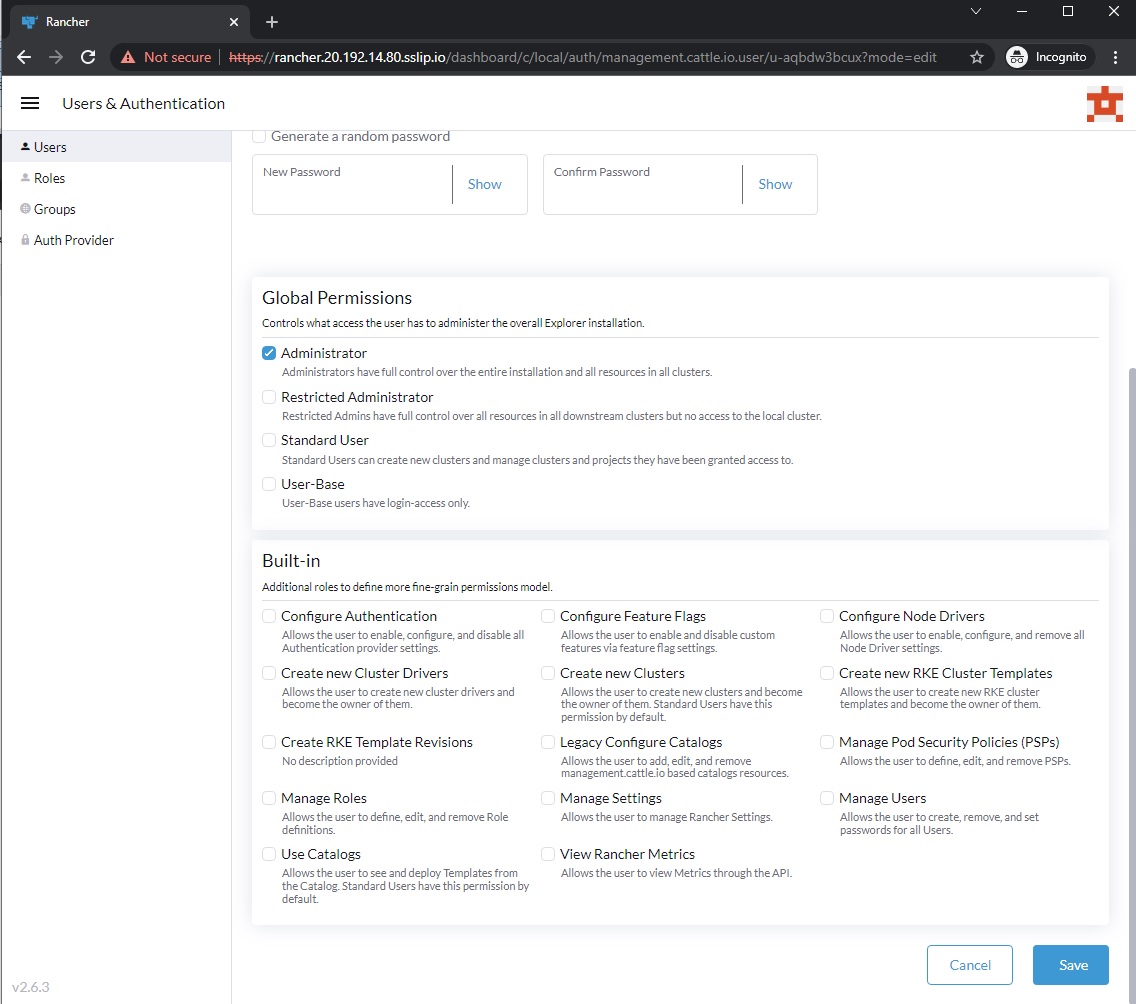 Rancher
Not secure
https://rancher.20.192.14.80.sslip.io/dashboard/c/local/auth/management.cattle.io.user/u-aqbdw3bcux?mode=edit
Incognito
Users & Authentication
Users
Roles
Groups
Auth Provider
Generate a random password
New Password
Show
Confirm Password
Show
Global Permissions
Controls what access the user has to administer the overall Explorer installation.
Administrator
Administrators have full control over the entire installation and all resources in all clusters.
Restricted Administrator
Restricted Admins have full control over all resources in all downstream clusters but no access to the local cluster.
Standard User
Standard Users can create new clusters and manage clusters and projects they have been granted access to.
User-Base
User-Base users have login-access only.
Built-in
Additional roles to define more fine-grain permissions model.
Configure Authentication
Allows the user to enable, configure, and disable all
Authentication provider settings.
Configure Feature Flags
Allows the user to enable and disable custom
features via feature flag settings.
Configure Node Drivers
Allows the user to enable, configure, and remove all
Node Driver settings.
Create new Cluster Drivers
Allows the user to create new cluster drivers and
become the owner of them.
Create new Clusters
Allows the user to create new clusters and become
the owner of them. Standard Users have this
permission by default.
Create new RKE Cluster Templates
Allows the user to create new RKE cluster
templates and become the owner of them.
Create RKE Template Revisions
No description provided
Legacy Configure Catalogs
Allows the user to add, edit, and remove
management.cattle.io based catalogs resources.
Manage Pod Security Policies (PSPs)
Allows the user to define, edit, and remove PSPs.
Manage Roles
Allows the user to define, edit, and remove Role
definitions.
Manage Settings
Allows the user to manage Rancher Settings.
Manage Users
Allows the user to create, remove, and set
passwords for all Users.
Use Catalogs
Allows the user to see and deploy Templates from
the Catalog. Standard Users have this permission by
default.
View Rancher Metrics
Allows the user to view Metrics through the API.
Cancel
Save
v2.6.3